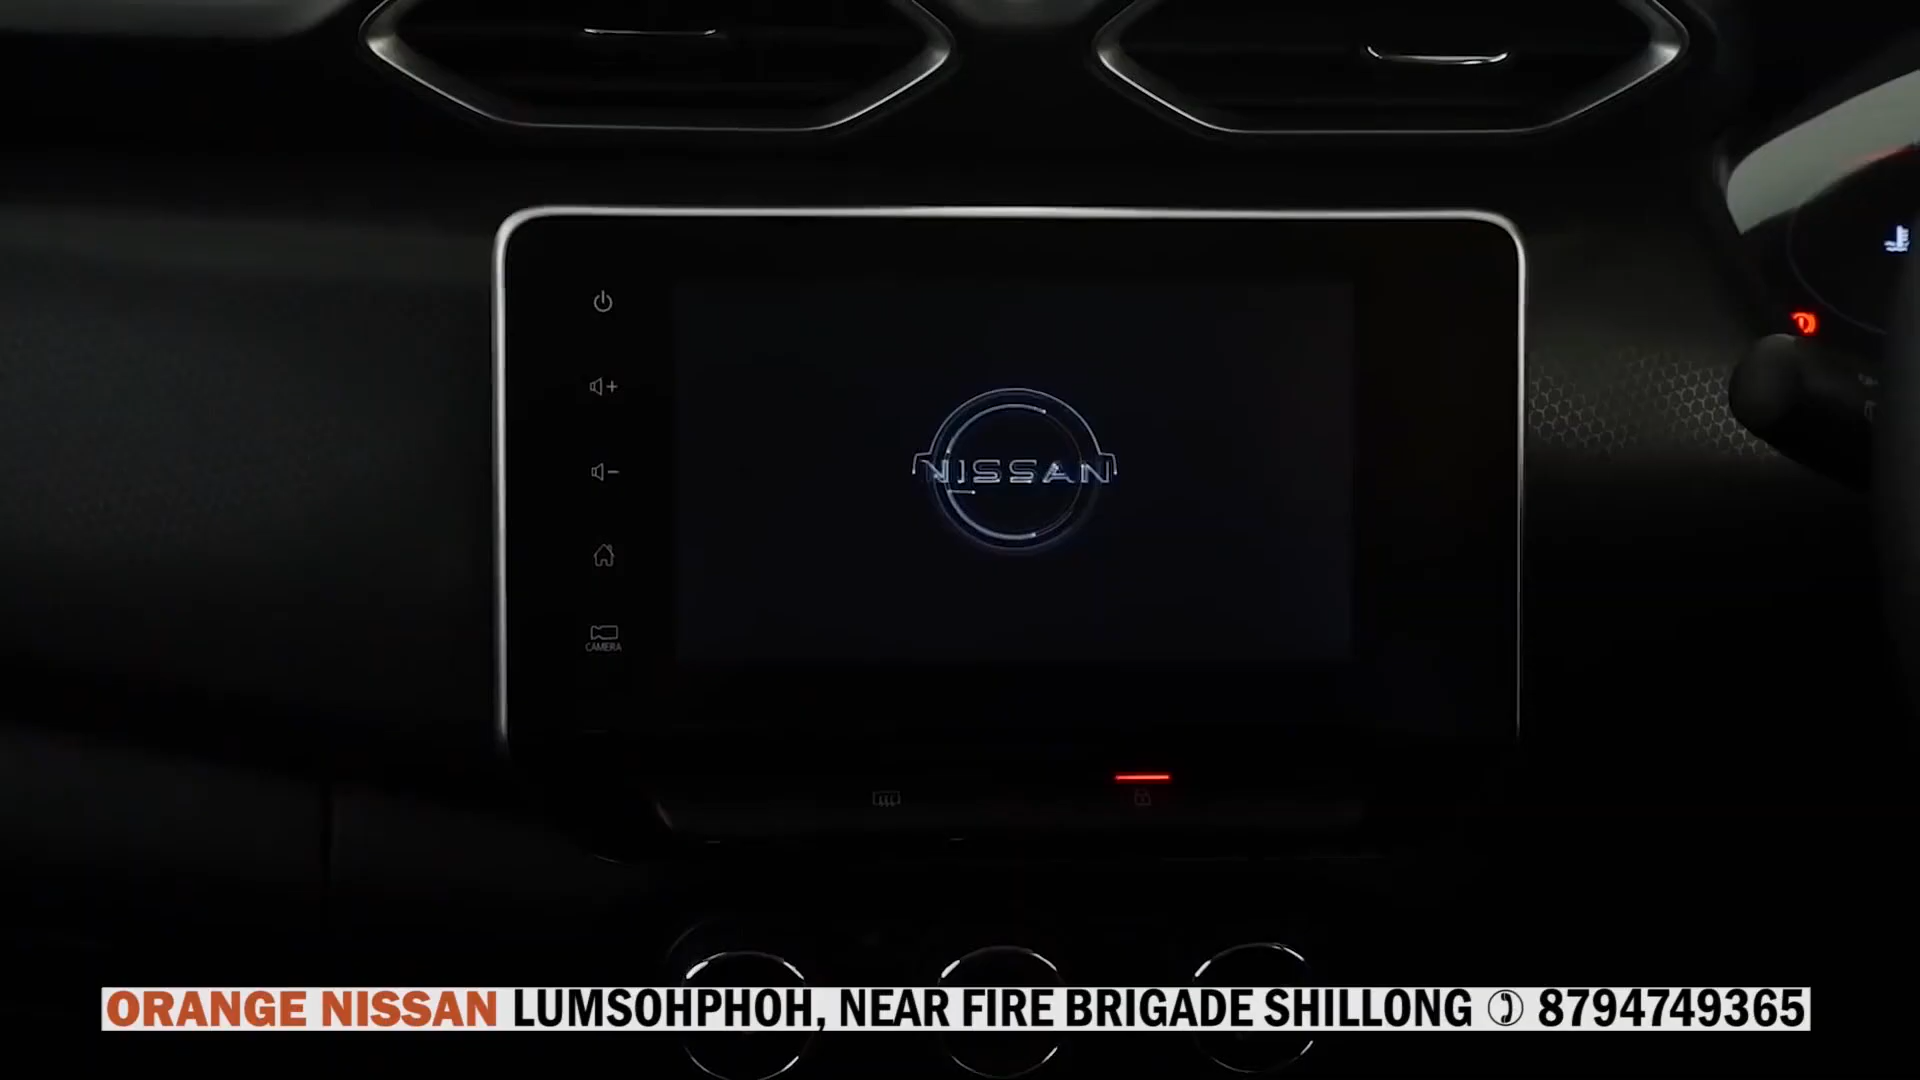 NISSAN
CAMERA
ORANGE NISSAN LUMSOHPHOH, NEAR FIRE BRIGADE SHILLONG ✆ 8794749365